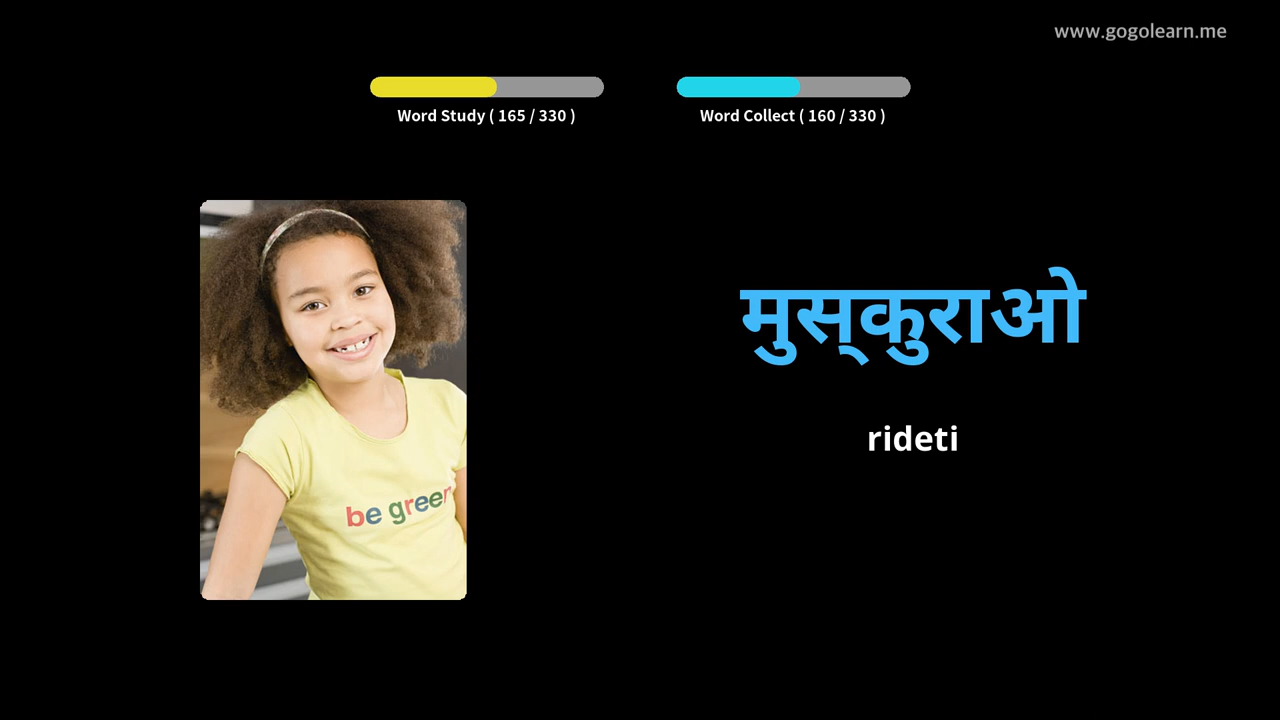 www.gogolearn.me
Word Study ( 165 / 330 )
Word Collect ( 160 / 330 )
मुस्कुराओ
rideti
be green